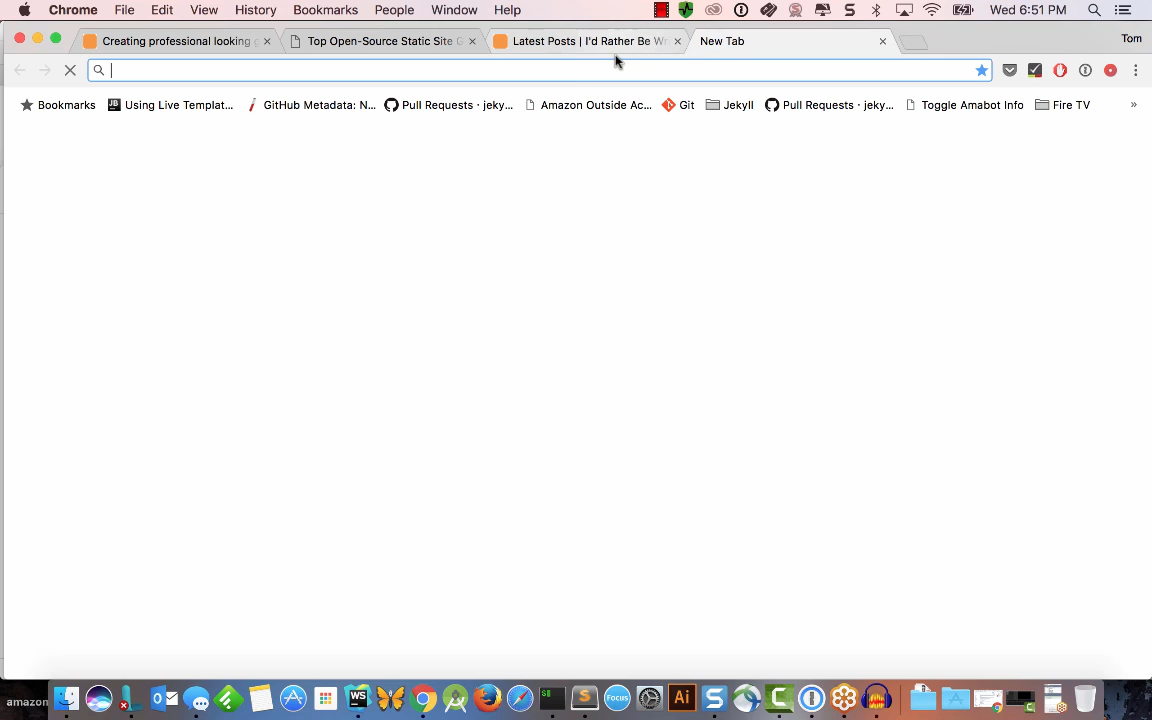 Chrome File Edit View History Bookmarks People Window Help Wed 6:51 PM
Creating professional looking Top Open-Source Static Site G Latest Posts | I'd Rather Be Wr New Tab Tom
Bookmarks Using Live Templat... GitHub Metadata: N... Pull Requests · jeky... Amazon Outside Ac... Git Jekyll Pull Requests · jeky... Toggle Amabot Info Fire TV »
amazon WS S Focus Ai S C